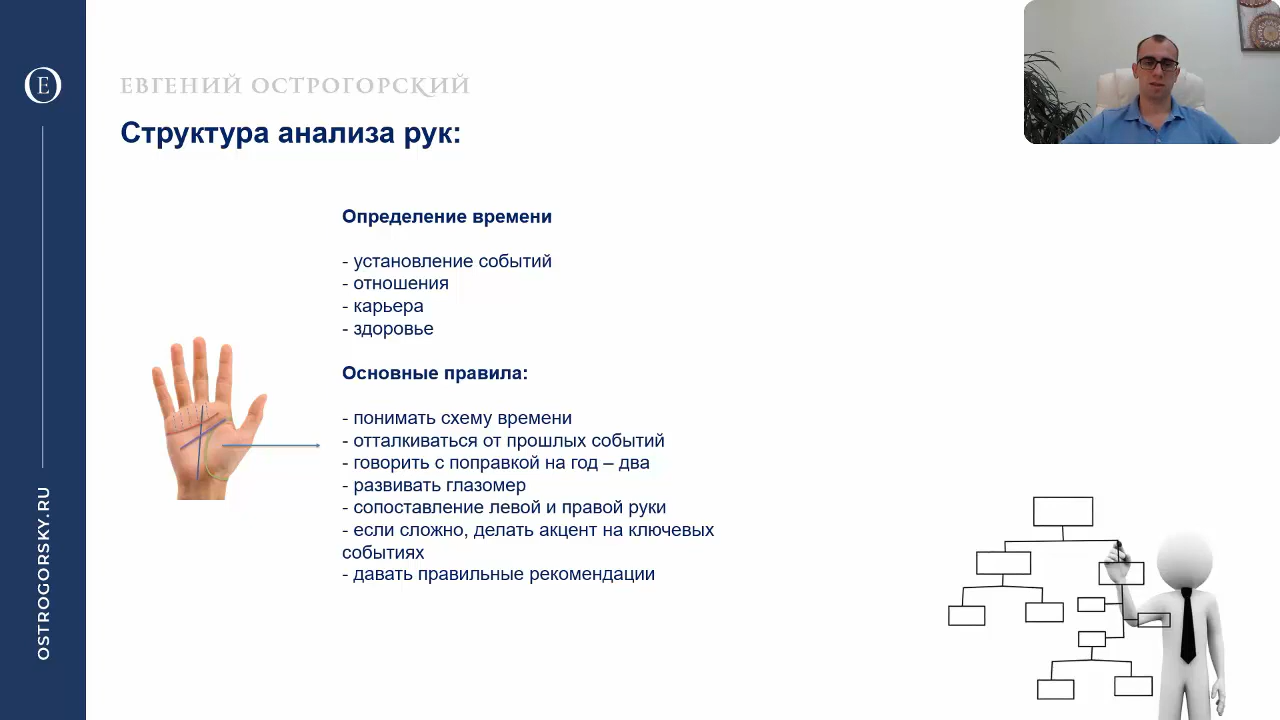 Е
ЕВГЕНИЙ ОСТРОГОРСКИЙ
Структура анализа рук:
Определение времени
- установление событий
- отношения
- карьера
- здоровье
Основные правила:
- понимать схему времени
- отталкиваться от прошлых событий
- говорить с поправкой на год – два
- развивать глазомер
- сопоставление левой и правой руки
- если сложно, делать акцент на ключевых
событиях
- давать правильные рекомендации
OSTROGORSKY.RU